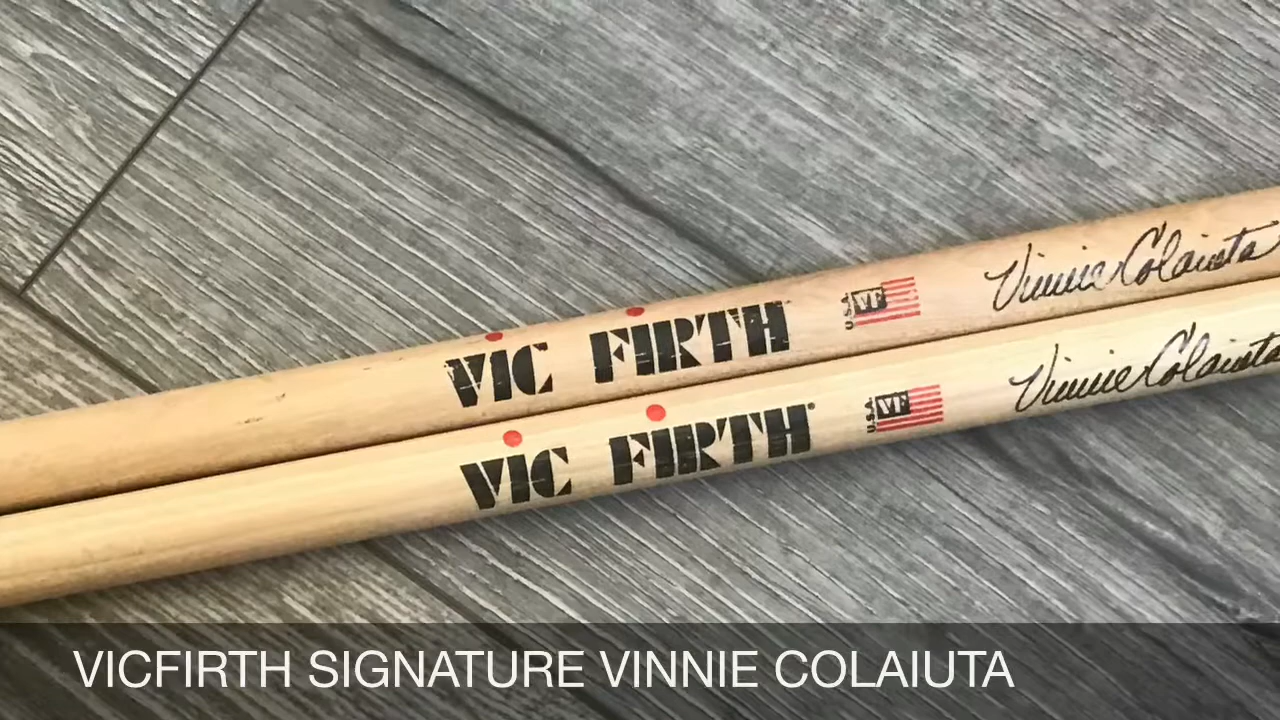 VIC FIRTH
U.S.A.
VF
Vinnie Colaiuta
VIC FIRTH®
U.S.A.
VF
Vinnie Colaiuta
VICFIRTH SIGNATURE VINNIE COLAIUTA